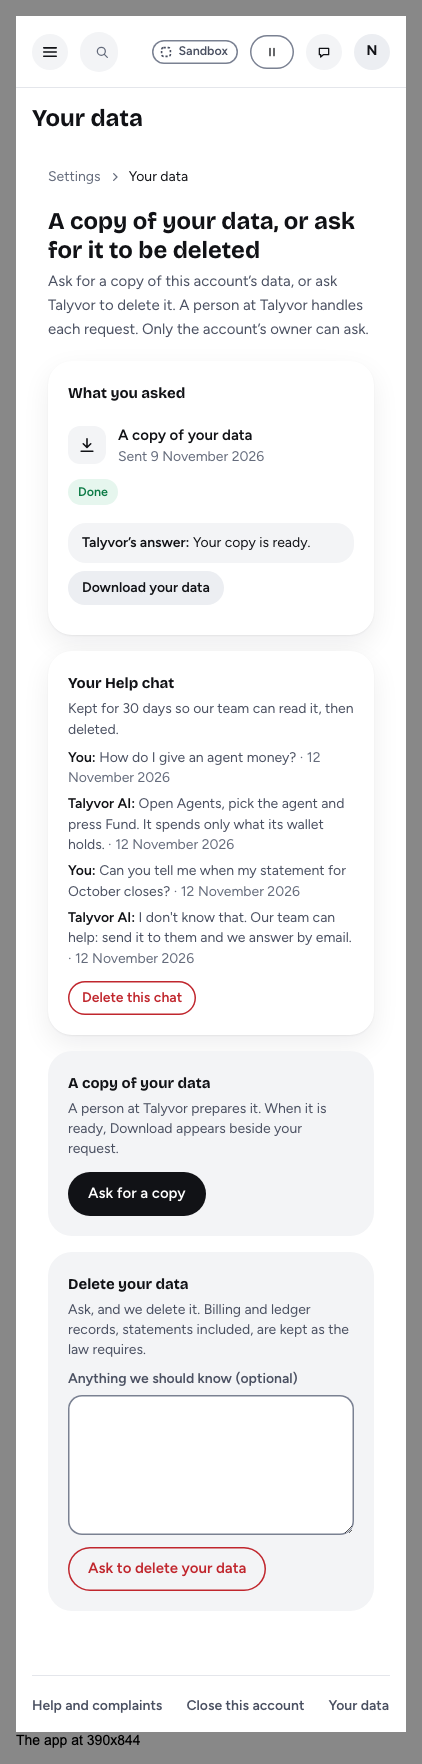 Sandbox
N
Your data
Settings > Your data
A copy of your data, or ask
for it to be deleted
Ask for a copy of this account's data, or ask
Talyvor to delete it. A person at Talyvor handles
each request. Only the account's owner can ask.
What you asked
A copy of your data
Sent 9 November 2026
Done
Talyvor's answer: Your copy is ready.
Download your data
Your Help chat
Kept for 30 days so our team can read it, then
deleted.
You: How do I give an agent money? · 12
November 2026
Talyvor AI: Open Agents, pick the agent and
press Fund. It spends only what its wallet
holds. · 12 November 2026
You: Can you tell me when my statement for
October closes? · 12 November 2026
Talyvor AI: I don't know that. Our team can
help: send it to them and we answer by email.
· 12 November 2026
Delete this chat
A copy of your data
A person at Talyvor prepares it. When it is
ready, Download appears beside your
request.
Ask for a copy
Delete your data
Ask, and we delete it. Billing and ledger
records, statements included, are kept as the
law requires.
Anything we should know (optional)
Ask to delete your data
Help and complaints Close this account Your data
The app at 390x844